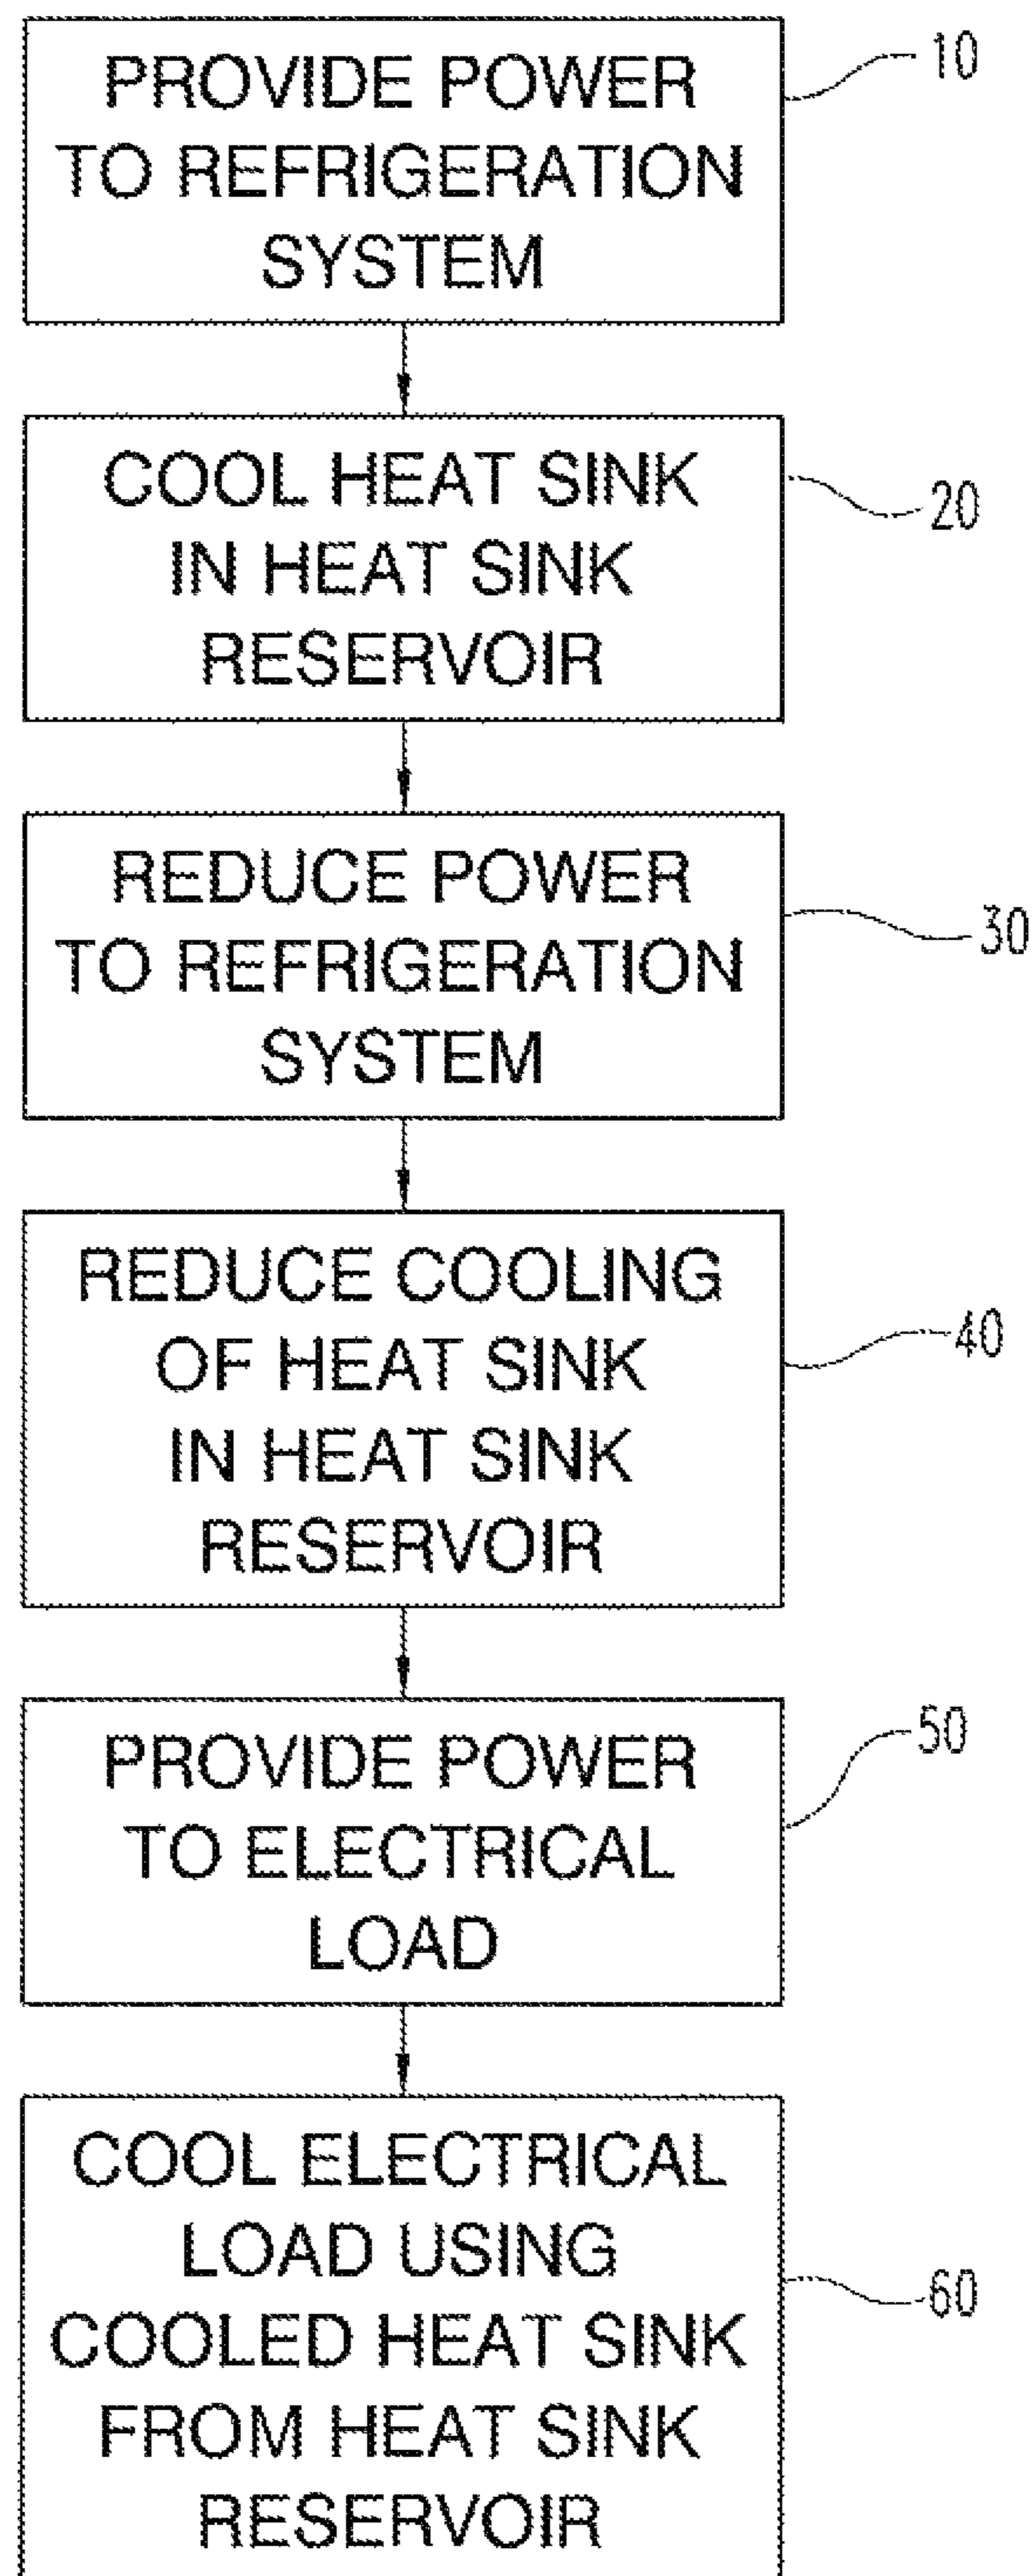 PROVIDE POWER
TO REFRIGERATION
SYSTEM
10
COOL HEAT SINK
IN HEAT SINK
RESERVOIR
20
REDUCE POWER
TO REFRIGERATION
SYSTEM
30
REDUCE COOLING
OF HEAT SINK
IN HEAT SINK
RESERVOIR
40
PROVIDE POWER
TO ELECTRICAL
LOAD
50
COOL ELECTRICAL
LOAD USING
COOLED HEAT SINK
FROM HEAT SINK
RESERVOIR
60